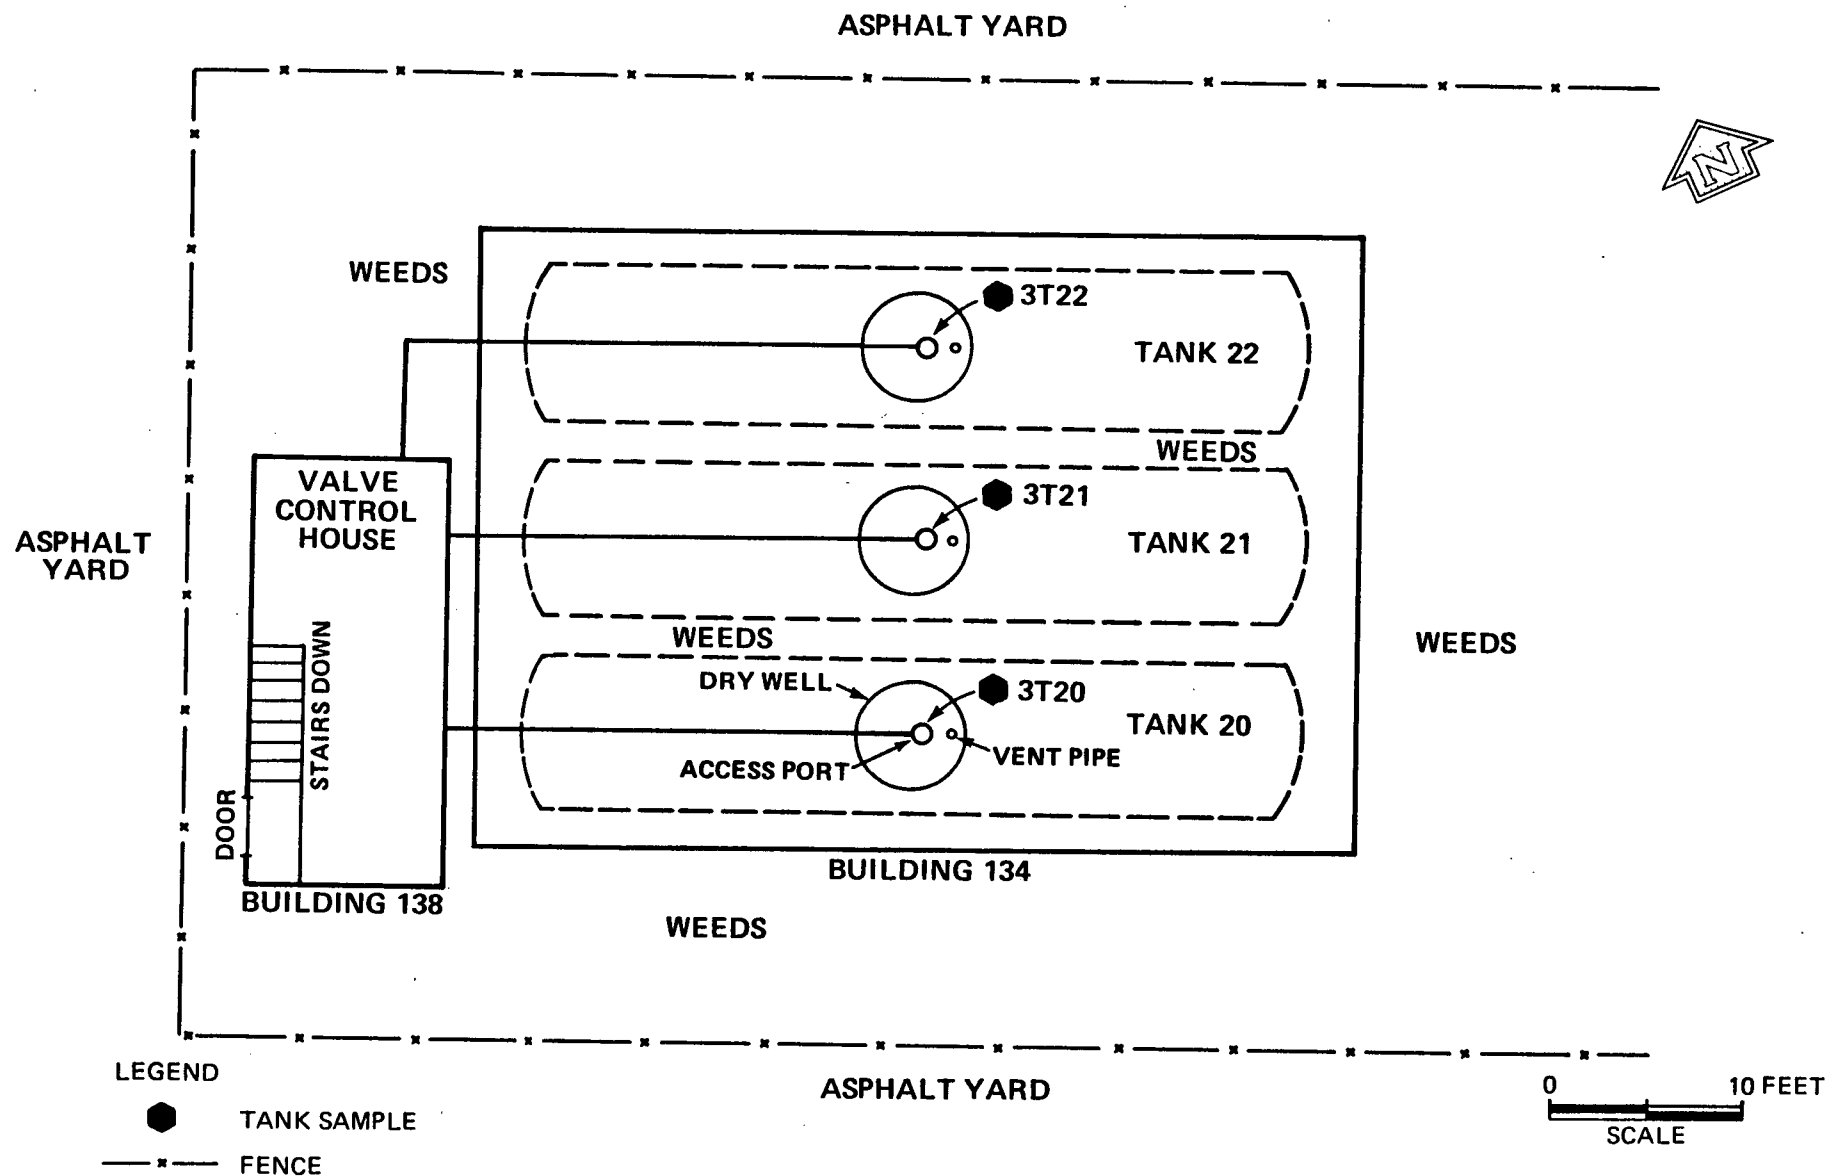 ASPHALT YARD
N
WEEDS
3T22
TANK 22
WEEDS
VALVE
CONTROL
HOUSE
3T21
TANK 21
ASPHALT
YARD
STAIRS DOWN
WEEDS
WEEDS
DRY WELL
3T20
TANK 20
ACCESS PORT
VENT PIPE
DOOR
BUILDING 134
BUILDING 138
WEEDS
LEGEND
TANK SAMPLE
FENCE
ASPHALT YARD
0 10 FEET
SCALE